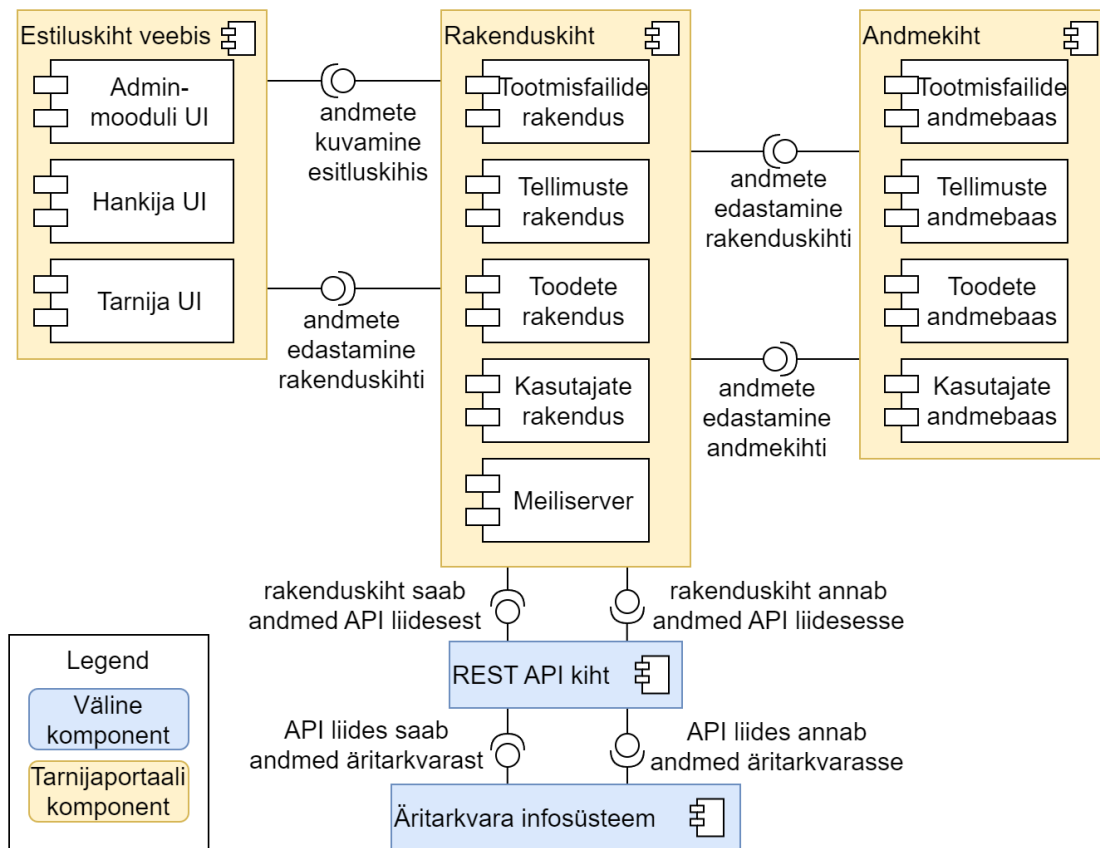 Estiluskiht veebis
Admin-
mooduli UI
Hankija UI
Tarnija UI
andmete
kuvamine
esitluskihis
andmete
edastamine
rakenduskihti
Rakenduskiht
Tootmisfailide
rakendus
Tellimuste
rakendus
Toodete
rakendus
Kasutajate
rakendus
Meiliserver
andmete
edastamine
rakenduskihti
andmete
edastamine
andmekihti
Andmekiht
Tootmisfailide
andmebaas
Tellimuste
andmebaas
Toodete
andmebaas
Kasutajate
andmebaas
rakenduskiht saab
andmed API liidesest
rakenduskiht annab
andmed API liidesesse
REST API kiht
API liides saab
andmed äritarkvarast
API liides annab
andmed äritarkvarasse
Äritarkvara infosüsteem
Legend
Väline
komponent
Tarnijaportaali
komponent